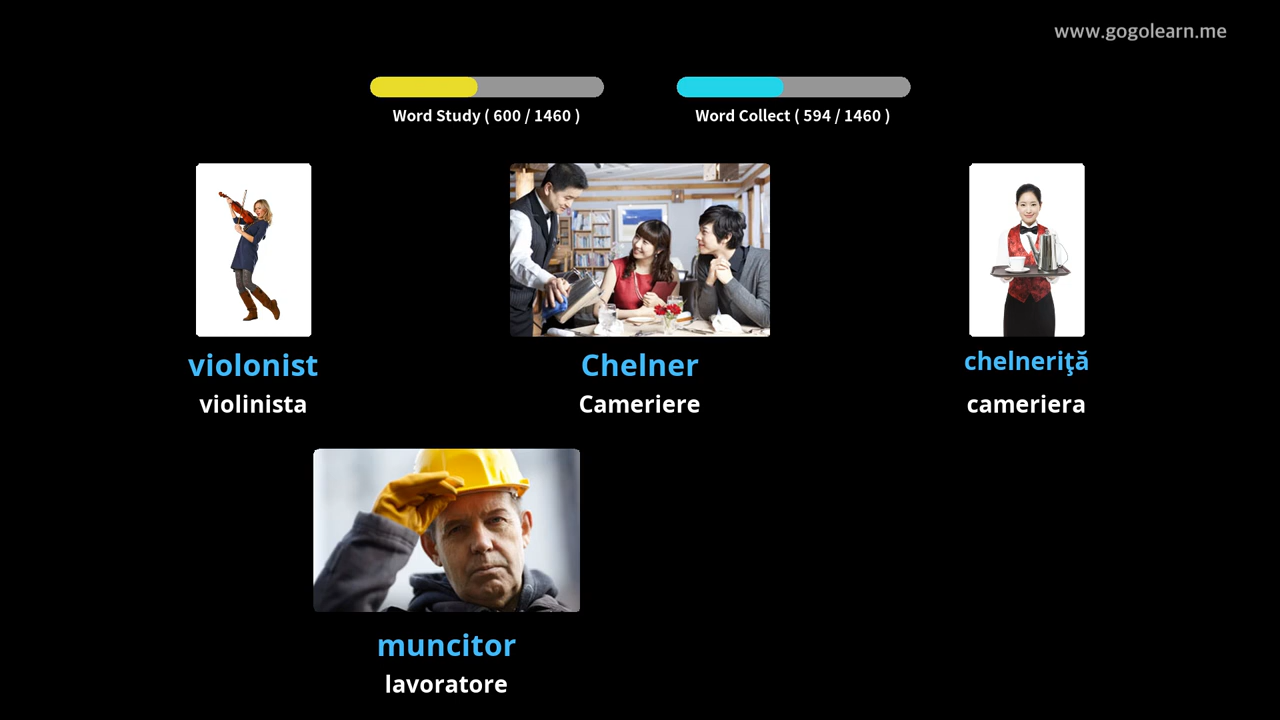 www.gogolearn.me
Word Study ( 600 / 1460 )
Word Collect ( 594 / 1460 )
violonist
violinista
Chelner
Cameriere
chelneriţă
cameriera
muncitor
lavoratore